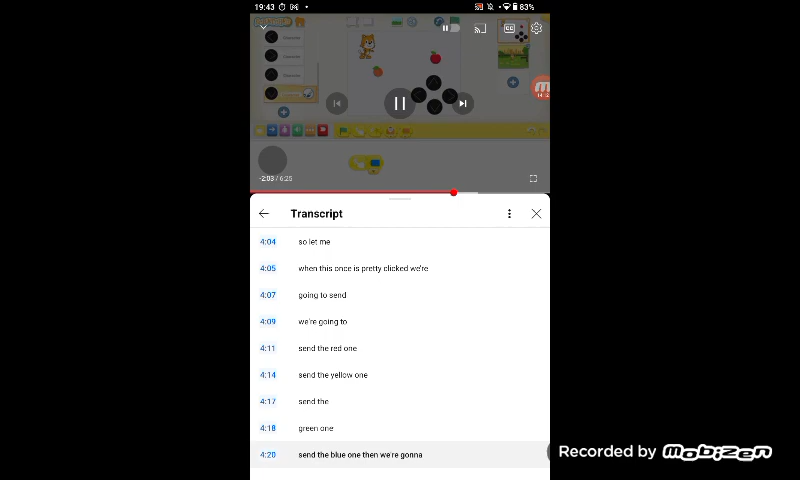 19:43
83%
-2:03 / 6:25
Transcript
4:04 so let me
4:05 when this once is pretty clicked we're
4:07 going to send
4:09 we're going to
4:11 send the red one
4:14 send the yellow one
4:17 send the
4:18 green one
4:20 send the blue one then we're gonna
Recorded by mobizen